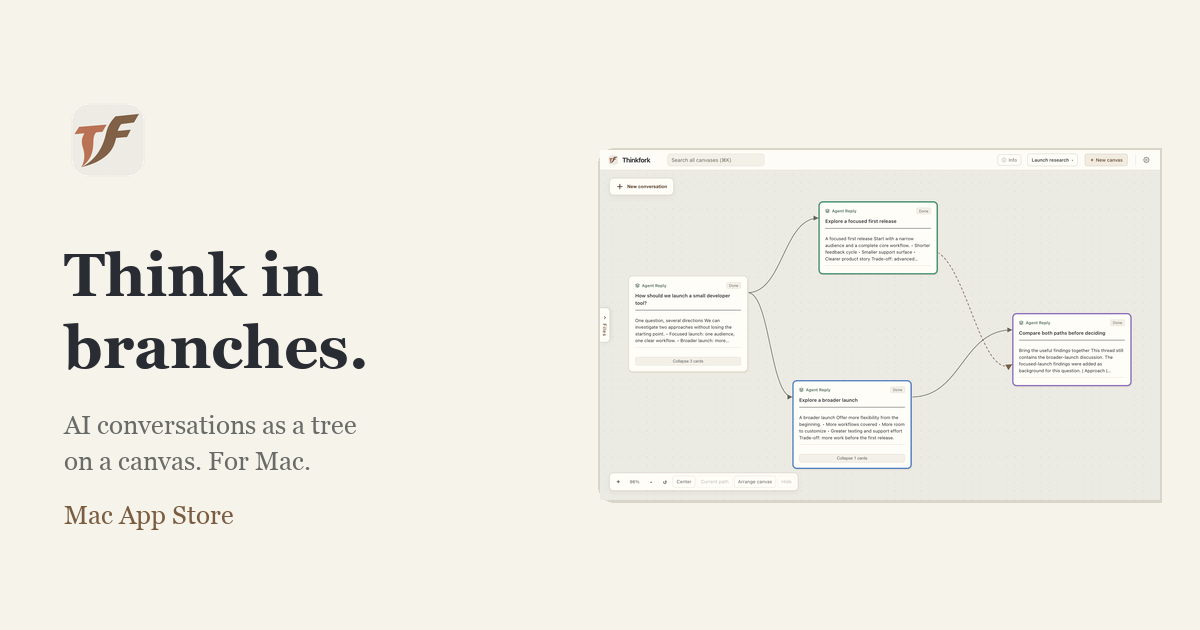 TF
Think in
branches.
AI conversations as a tree
on a canvas. For Mac.
Mac App Store
TF Thinkfork
Search all canvases (⌘K)
Info
Launch research
+ New canvas
+ New conversation
Files
Agent Reply
Done
How should we launch a small developer
tool?
One question, several directions We can
investigate two approaches without losing the
starting point. • Focused launch: one audience,
one clear workflow. • Broader launch: more...
Collapse 3 cards
Agent Reply
Done
Explore a focused first release
A focused first release Start with a narrow
audience and a complete core workflow. • Shorter
feedback cycle • Smaller support surface •
Clearer product story Trade-off: advanced...
Agent Reply
Done
Explore a broader launch
A broader launch Offer more flexibility from the
beginning. • More workflows covered • More room
to customize • Greater testing and support effort
Trade-off: more work before the first release.
Collapse 1 cards
Agent Reply
Done
Compare both paths before deciding
Bring the useful findings together This thread still
contains the broader-launch discussion. The
focused-launch findings were added as
background for this question. | Approach |...
+ 96% - Center Current path Arrange canvas Hide